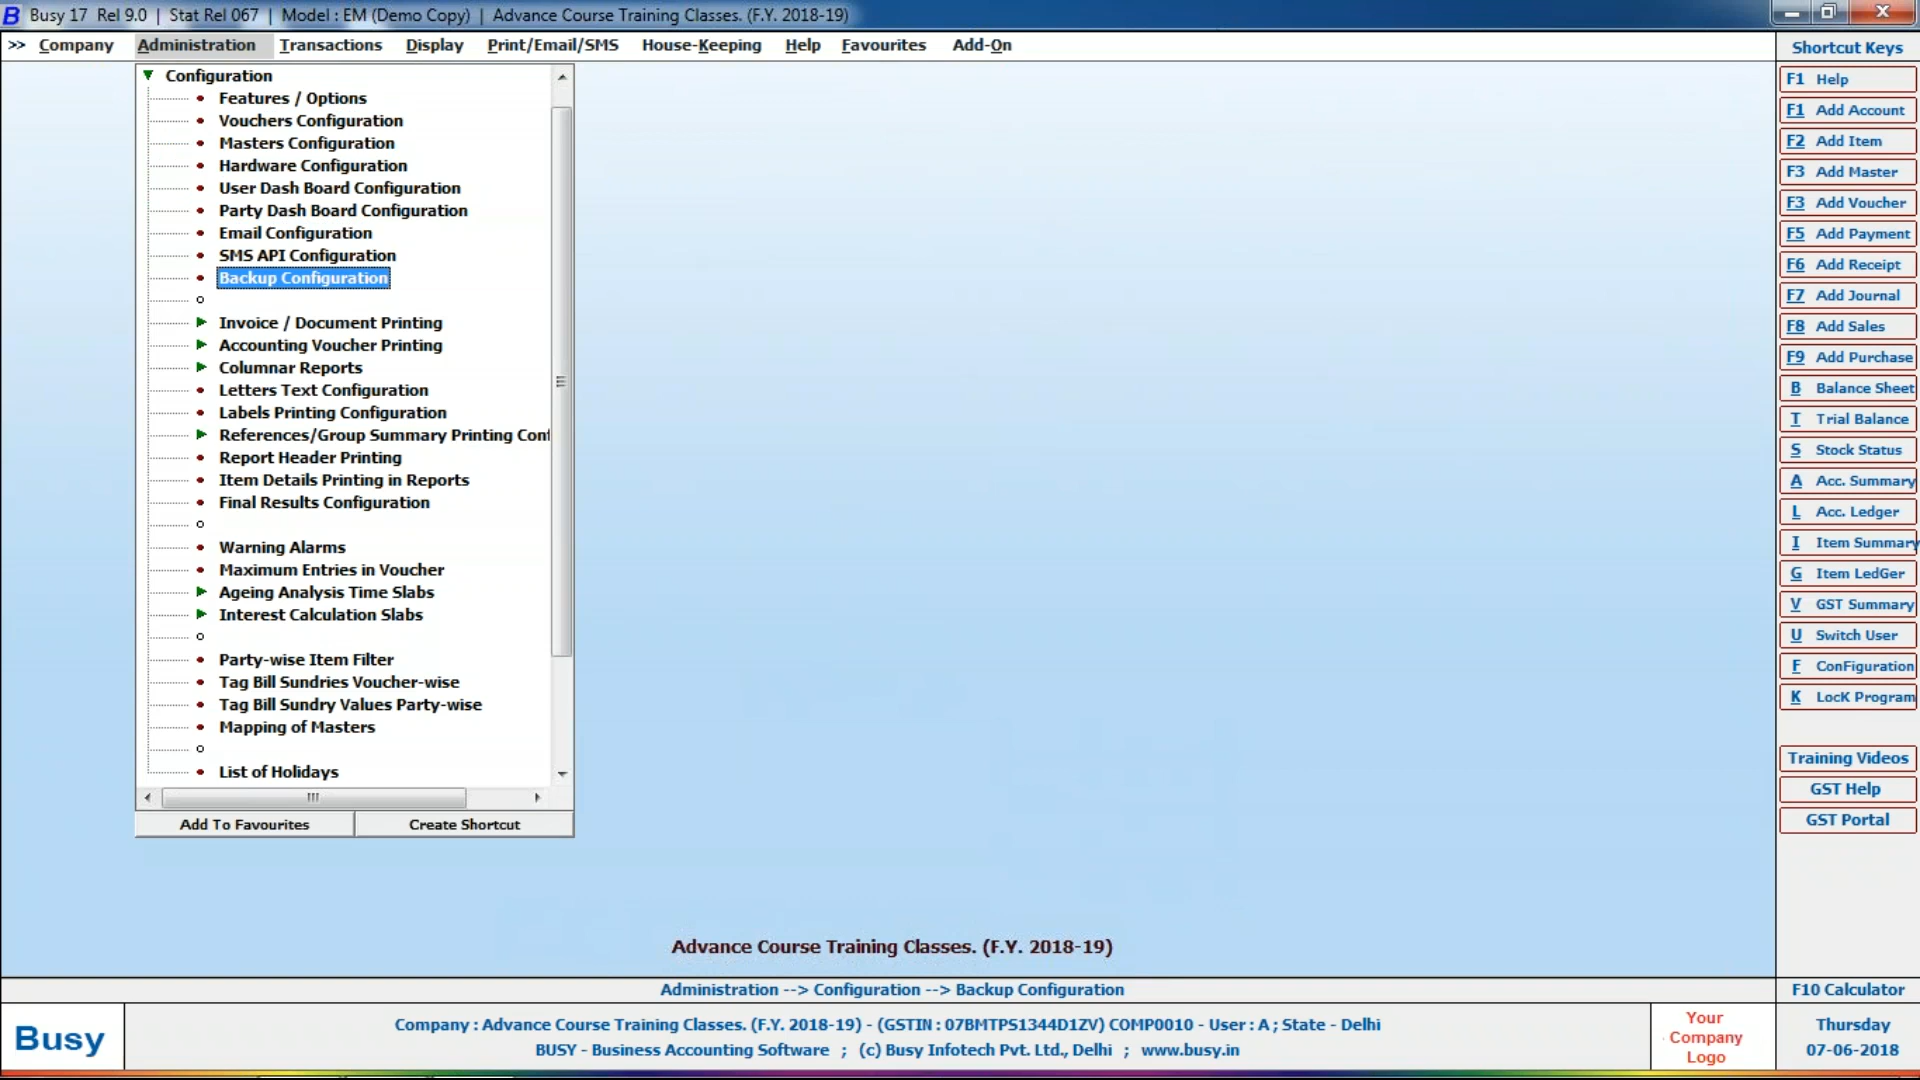 B Busy 17 Rel 9.0 | Stat Rel 067 | Model : EM (Demo Copy) | Advance Course Training Classes. (F.Y. 2018-19)
>> Company Administration Transactions Display Print/Email/SMS House-Keeping Help Favourites Add-On
Configuration
Features / Options
Vouchers Configuration
Masters Configuration
Hardware Configuration
User Dash Board Configuration
Party Dash Board Configuration
Email Configuration
SMS API Configuration
Backup Configuration
Invoice / Document Printing
Accounting Voucher Printing
Columnar Reports
Letters Text Configuration
Labels Printing Configuration
References/Group Summary Printing Conf
Report Header Printing
Item Details Printing in Reports
Final Results Configuration
Warning Alarms
Maximum Entries in Voucher
Ageing Analysis Time Slabs
Interest Calculation Slabs
Party-wise Item Filter
Tag Bill Sundries Voucher-wise
Tag Bill Sundry Values Party-wise
Mapping of Masters
List of Holidays
Add To Favourites Create Shortcut
Shortcut Keys
F1 Help
F1 Add Account
F2 Add Item
F3 Add Master
F3 Add Voucher
F5 Add Payment
F6 Add Receipt
F7 Add Journal
F8 Add Sales
F9 Add Purchase
B Balance Sheet
T Trial Balance
S Stock Status
A Acc. Summary
L Acc. Ledger
I Item Summary
G Item LedGer
V GST Summary
U Switch User
F ConFiguration
K LocK Program
Training Videos
GST Help
GST Portal
Advance Course Training Classes. (F.Y. 2018-19)
Administration --> Configuration --> Backup Configuration
F10 Calculator
Busy
Company : Advance Course Training Classes. (F.Y. 2018-19) - (GSTIN : 07BMTPS1344D1ZV) COMP0010 - User : A ; State - Delhi
BUSY - Business Accounting Software ; (c) Busy Infotech Pvt. Ltd., Delhi ; www.busy.in
Your
Company
Logo
Thursday
07-06-2018